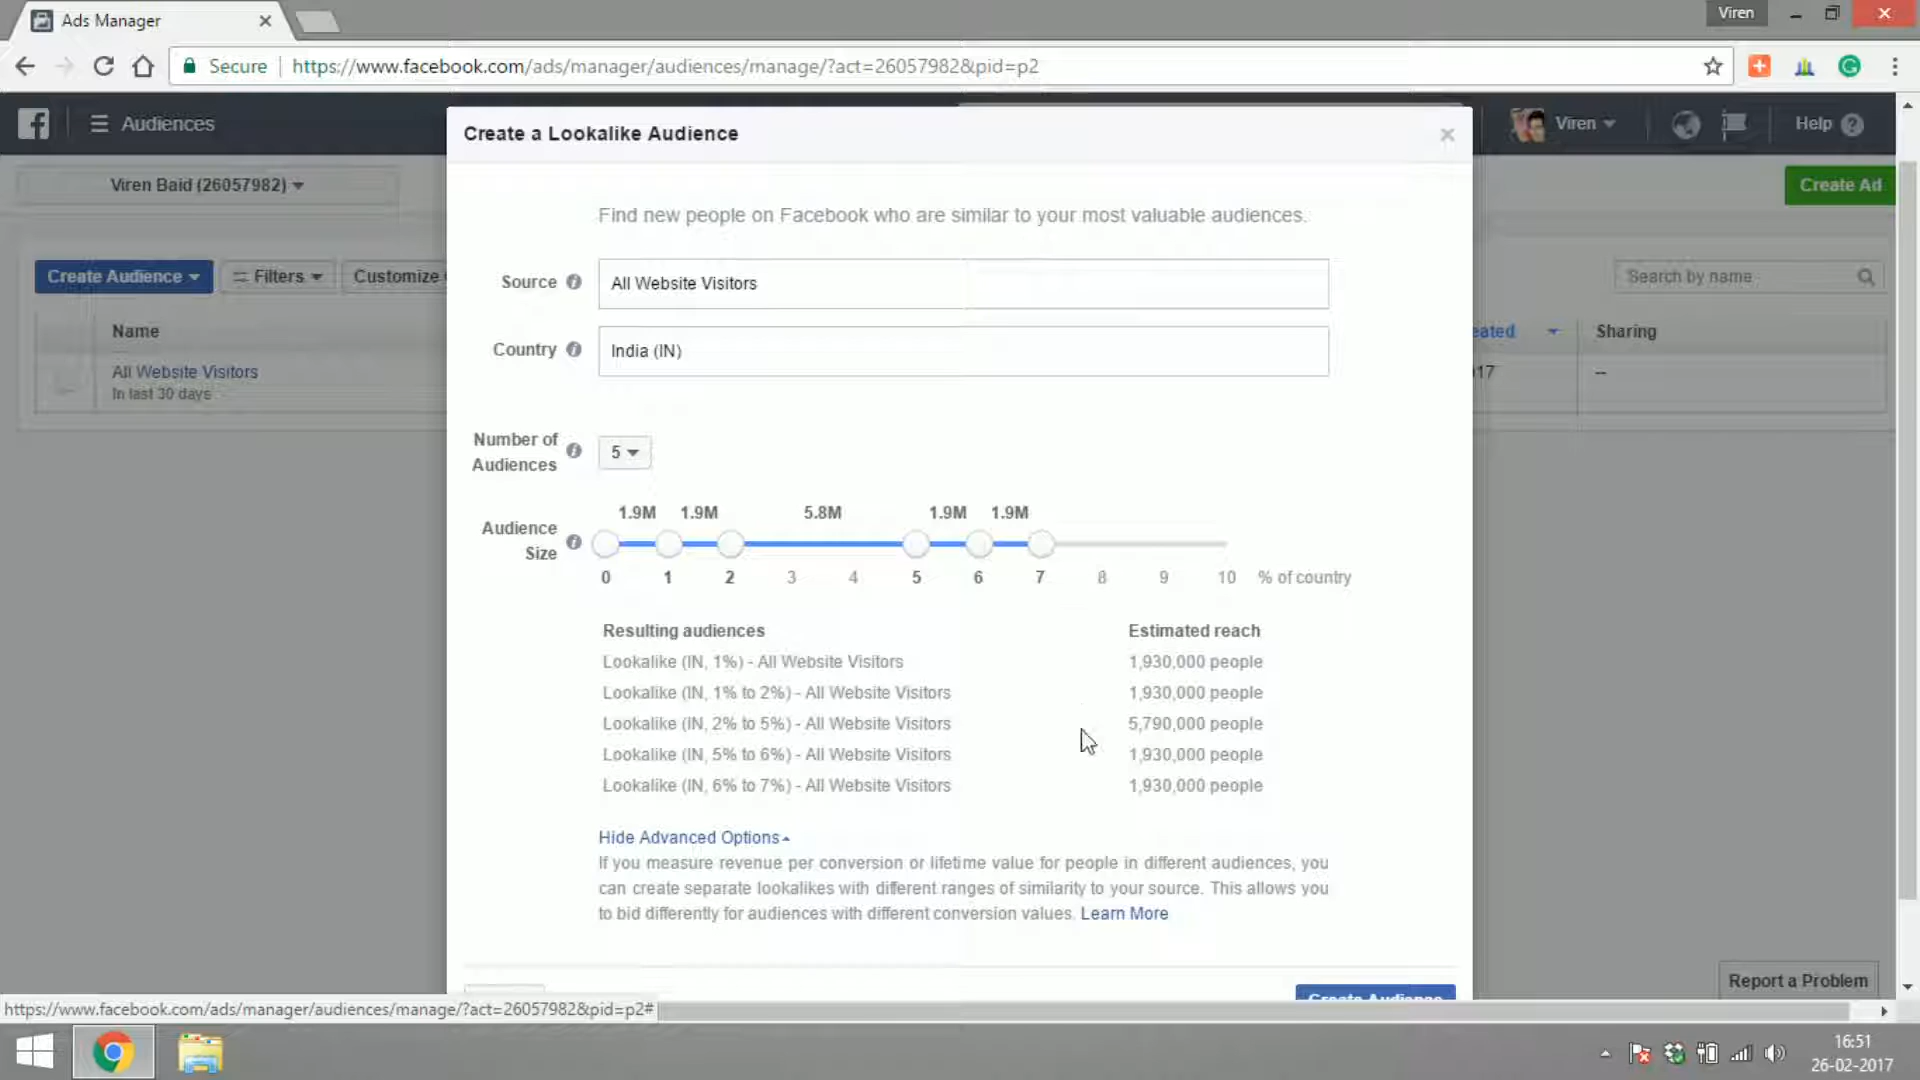 Ads Manager
Viren
Secure
https://www.facebook.com/ads/manager/audiences/manage/?act=26057982&pid=p2
Audiences
Create a Lookalike Audience
Viren
Help
Viren Baid (26057982)
Create Ad
Find new people on Facebook who are similar to your most valuable audiences.
Create Audience
Filters
Customize
Source
All Website Visitors
Search by name
Name
Sharing
Country
India (IN)
All Website Visitors
In last 30 days
17
--
Number of
Audiences
5
1.9M 1.9M 5.8M 1.9M 1.9M
Audience
Size
0 1 2 3 4 5 6 7 8 9 10 % of country
Resulting audiences Estimated reach
Lookalike (IN, 1%) - All Website Visitors 1,930,000 people
Lookalike (IN, 1% to 2%) - All Website Visitors 1,930,000 people
Lookalike (IN, 2% to 5%) - All Website Visitors 5,790,000 people
Lookalike (IN, 5% to 6%) - All Website Visitors 1,930,000 people
Lookalike (IN, 6% to 7%) - All Website Visitors 1,930,000 people
Hide Advanced Options
If you measure revenue per conversion or lifetime value for people in different audiences, you
can create separate lookalikes with different ranges of similarity to your source. This allows you
to bid differently for audiences with different conversion values. Learn More
Report a Problem
Create Audience
https://www.facebook.com/ads/manager/audiences/manage/?act=26057982&pid=p2#
16:51
26-02-2017